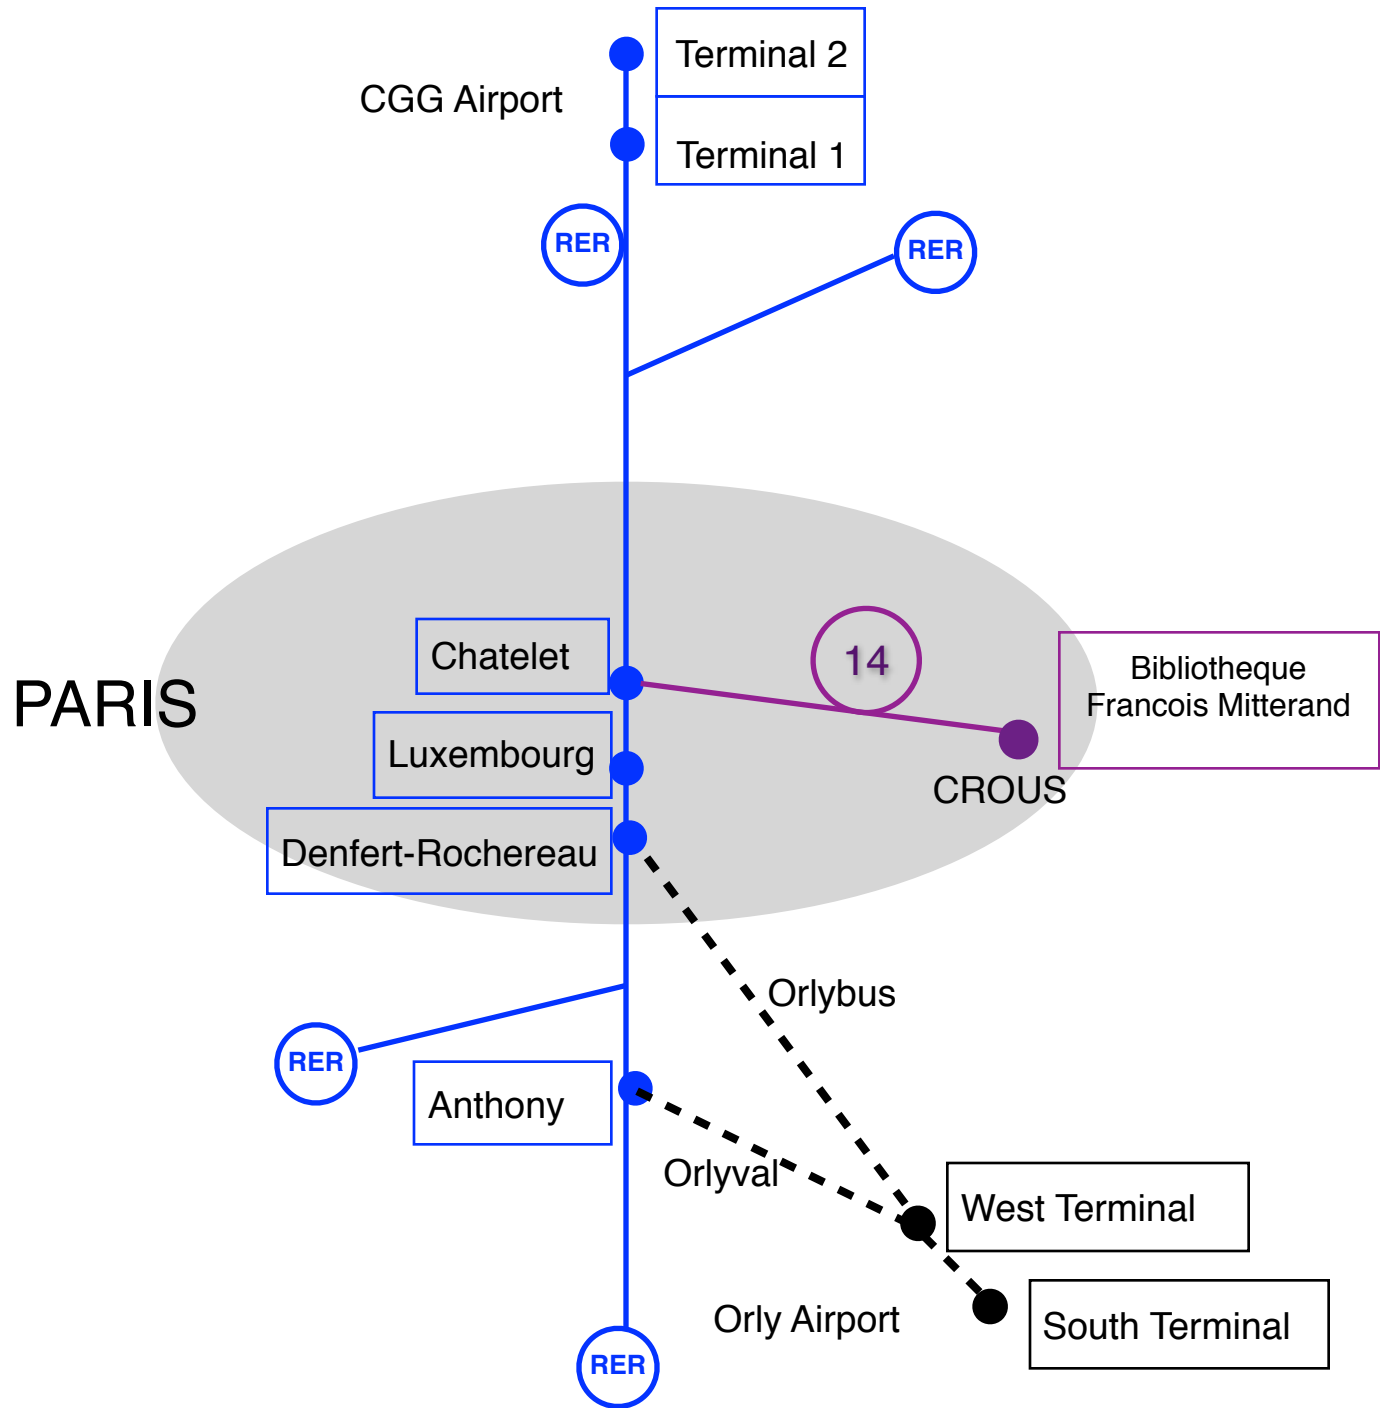 Terminal 2
CGG Airport
Terminal 1
RER
RER
Chatelet
14
Bibliotheque
Francois Mitterand
PARIS
Luxembourg
CROUS
Denfert-Rochereau
Orlybus
RER
Anthony
Orlyval
West Terminal
Orly Airport
South Terminal
RER